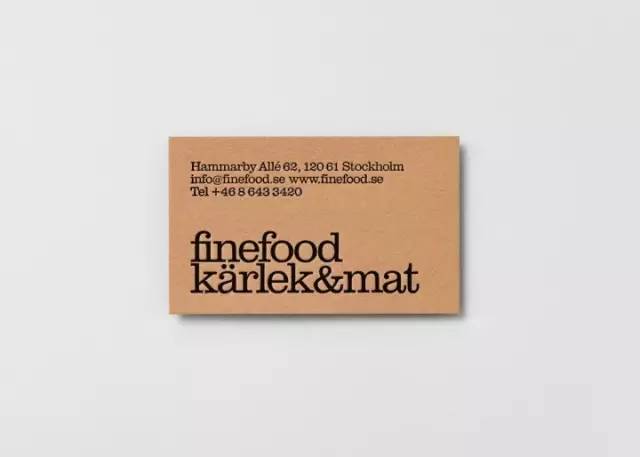 Hammarby Allé 62, 120 61 Stockholm
info@finefood.se www.finefood.se
Tel +46 8 643 3420
finefood
kärlek&mat